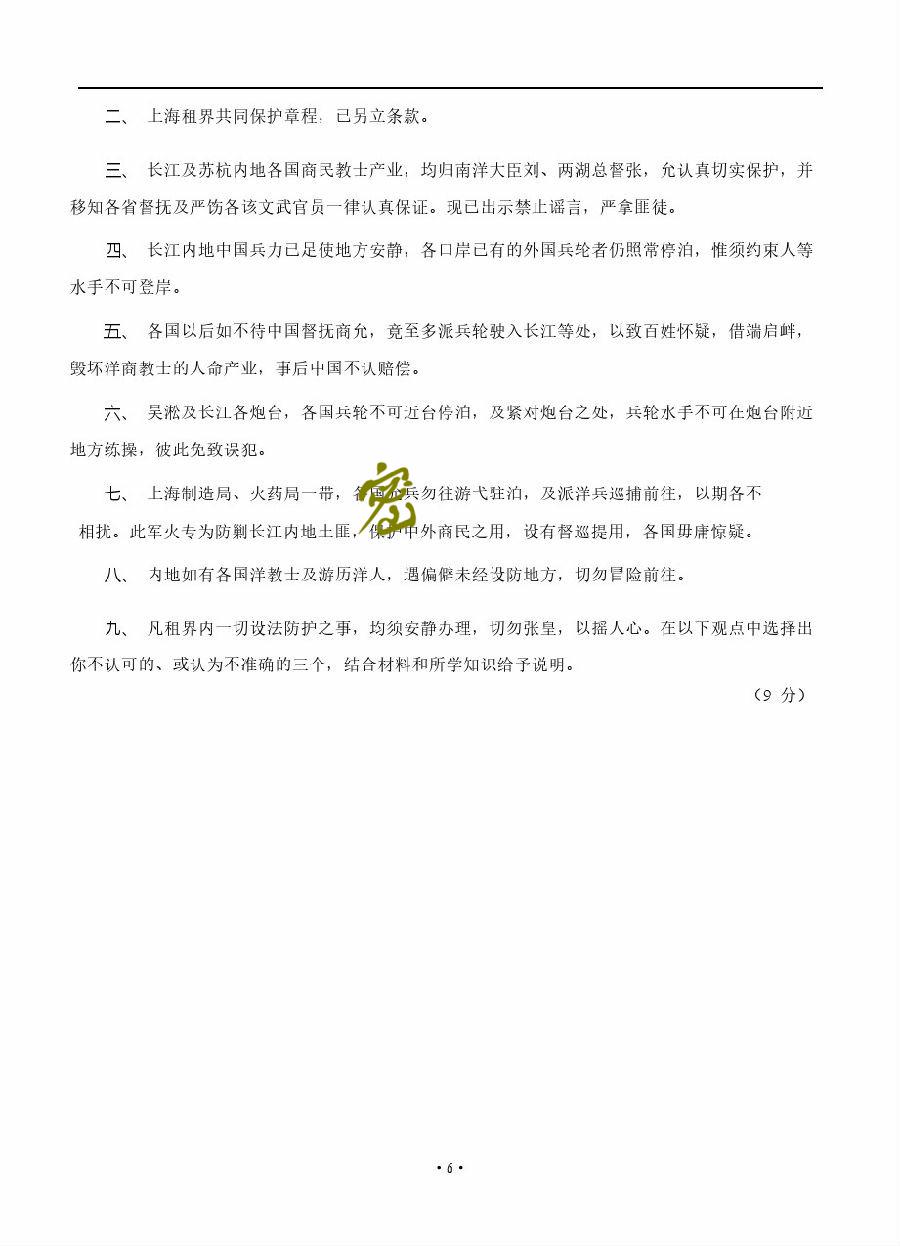 二、 上海租界共同保护章程，已另立条款。
三、 长江及苏杭内地各国商民教士产业，均归南洋大臣刘、两湖总督张，允认真切实保护，并
移知各省督抚及严饬各该文武官员一律认真保证。现已出示禁止谣言，严拿匪徒。
四、 长江内地中国兵力已足使地方安静，各口岸已有的外国兵轮者仍照常停泊，惟须约束人等
水手不可登岸。
五、 各国以后如不待中国督抚商允，竟至多派兵轮驶入长江等处，以致百姓怀疑，借端启衅，
毁坏洋商教士的人命产业，事后中国不认赔偿。
六、 吴淞及长江各炮台，各国兵轮不可近台停泊，及紧对炮台之处，兵轮水手不可在炮台附近
地方练操，彼此免致误犯。
七、 上海制造局、火药局一带，各国兵勿往游弋驻泊，及派洋兵巡捕前往，以期各不
相扰。此军火专为防剿长江内地土匪，保护中外商民之用，设有督巡提用，各国毋庸惊疑。
八、 内地如有各国洋教士及游历洋人，遇偏僻未经设防地方，切勿冒险前往。
九、 凡租界内一切设法防护之事，均须安静办理，切勿张皇，以摇人心。在以下观点中选择出
你不认可的、或认为不准确的三个，结合材料和所学知识给予说明。
（9 分）
密
·6·